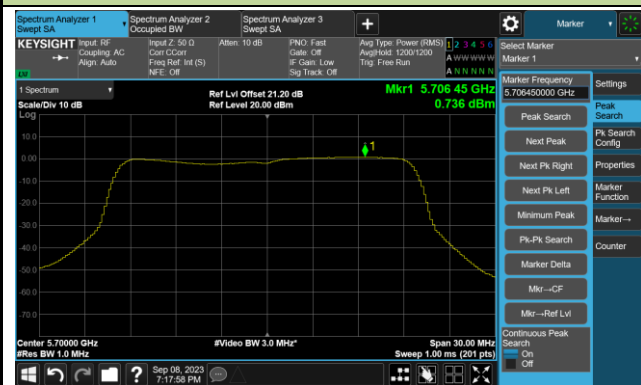 Spectrum Analyzer 1
Swept SA
Spectrum Analyzer 2
Occupied BW
Spectrum Analyzer 3
Swept SA
+
Marker
KEYSIGHT
Input: RF
Coupling: AC
Align: Auto
Input Z: 50 Ω
Corr CCorr
Freq Ref: Int (S)
NFE: Off
Atten: 10 dB
PNO: Fast
Gate: Off
IF Gain: Low
Sig Track: Off
Avg Type: Power (RMS)
Avg|Hold: 1200/1200
Trig: Free Run
1 2 3 4 5 6
A W W W W W
A N N N N N
LXI
Select Marker
Marker 1
1 Spectrum
Scale/Div 10 dB
Log
Ref Lvl Offset 21.20 dB
Ref Level 20.00 dBm
Mkr1 5.706 45 GHz
0.736 dBm
1
10.0
0.00
-10.0
-20.0
-30.0
-40.0
-50.0
-60.0
-70.0
Center 5.70000 GHz
#Res BW 1.0 MHz
#Video BW 3.0 MHz*
Span 30.00 MHz
Sweep 1.00 ms (201 pts)
Marker Frequency
5.706450000 GHz
Peak Search
Next Peak
Next Pk Right
Next Pk Left
Minimum Peak
Pk-Pk Search
Marker Delta
Mkr→CF
Mkr→Ref Lvl
Continuous Peak
Search
On
Off
Settings
Peak
Search
Pk Search
Config
Properties
Marker
Function
Marker→
Counter
?
Sep 08, 2023
7:17:58 PM